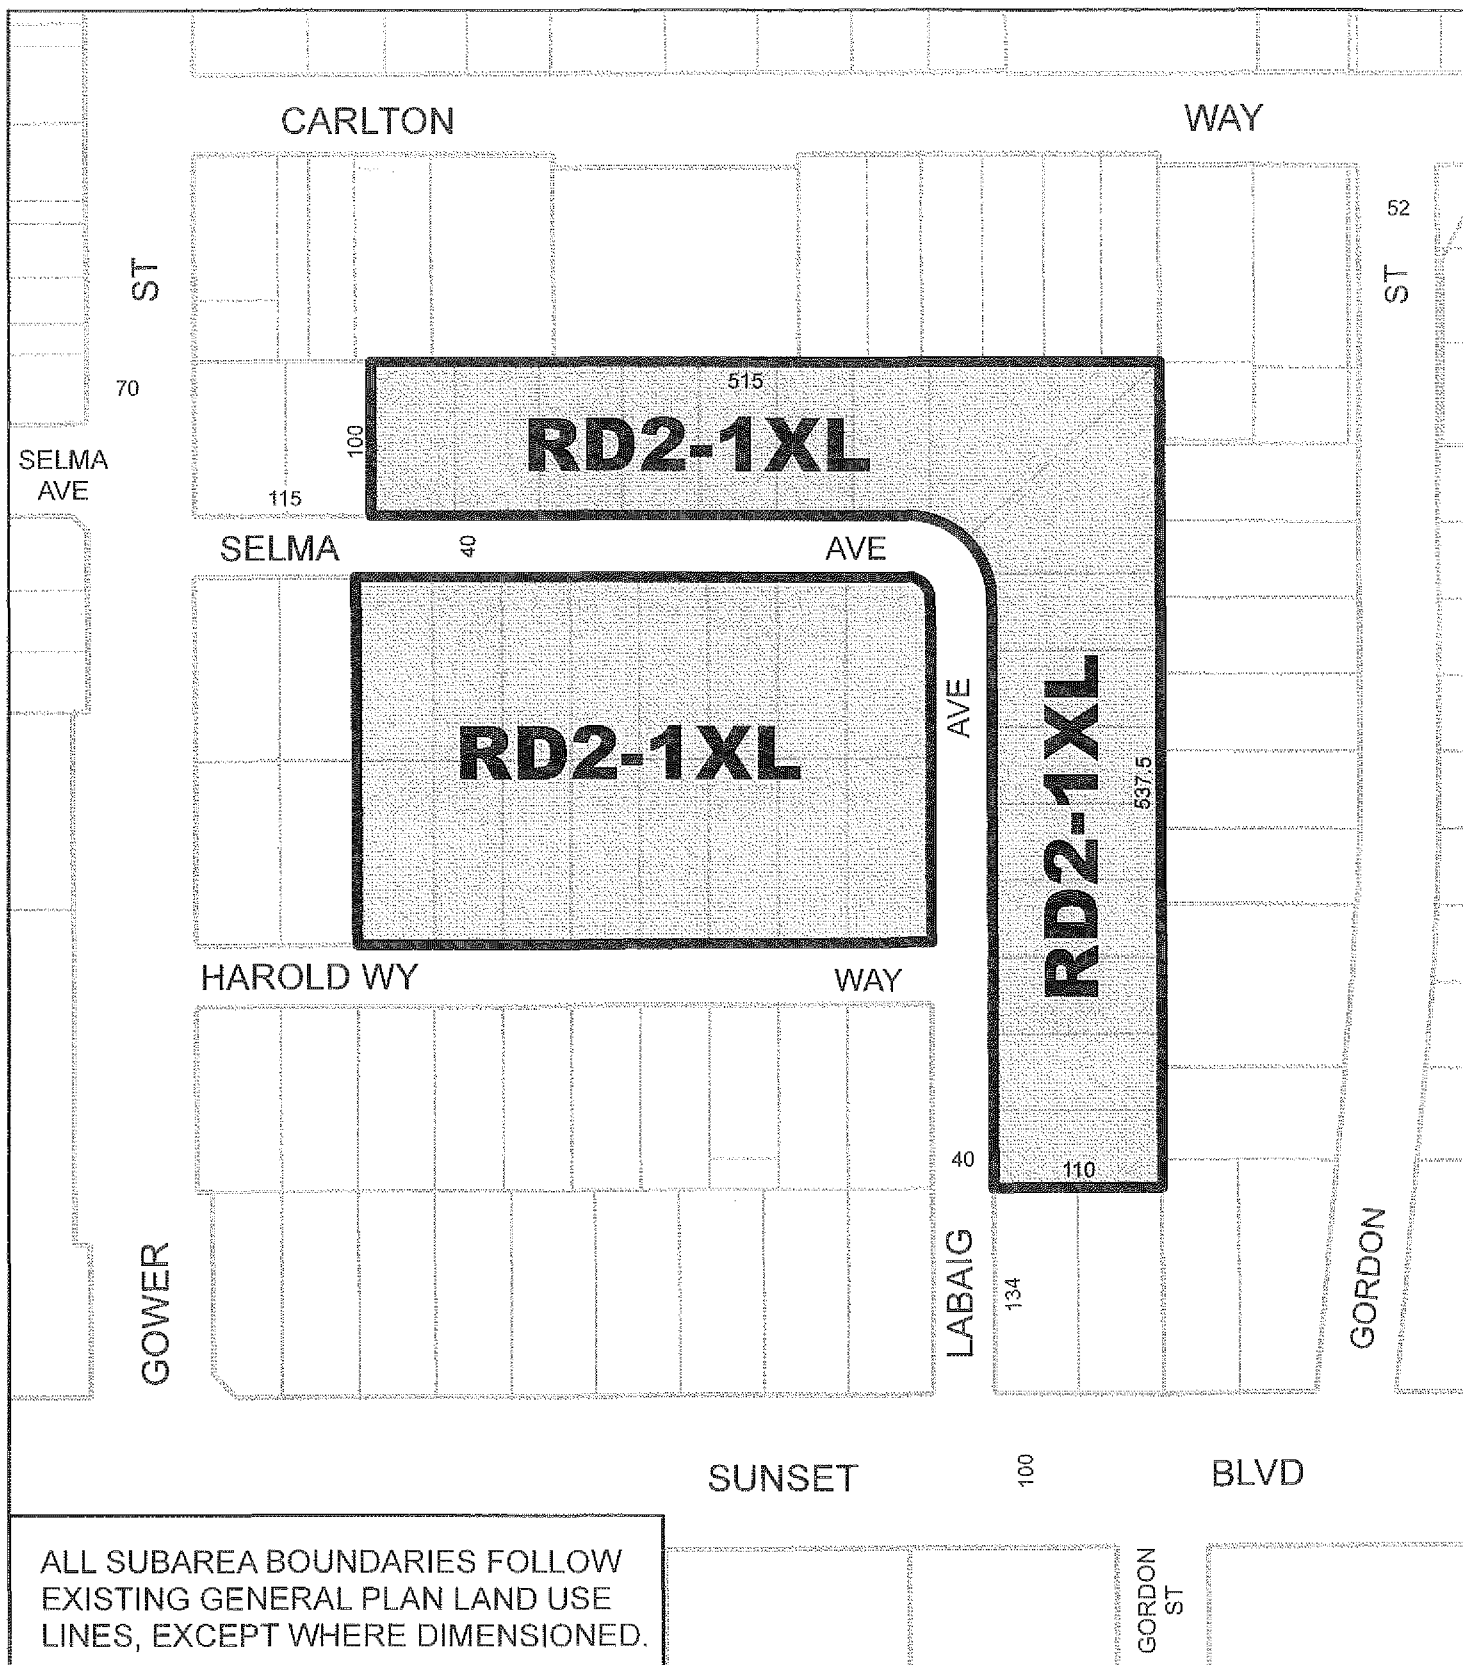 CARLTON WAY
52
ST
ST
70
515
100
RD2-1XL
SELMA
AVE
115
SELMA
40
AVE
AVE
RD2-1XL
RD2-1XL
537.5
HAROLD WY
WAY
40
110
GOWER
LABAIG
134
GORDON
SUNSET
100
BLVD
GORDON
ST
ALL SUBAREA BOUNDARIES FOLLOW
EXISTING GENERAL PLAN LAND USE
LINES, EXCEPT WHERE DIMENSIONED.